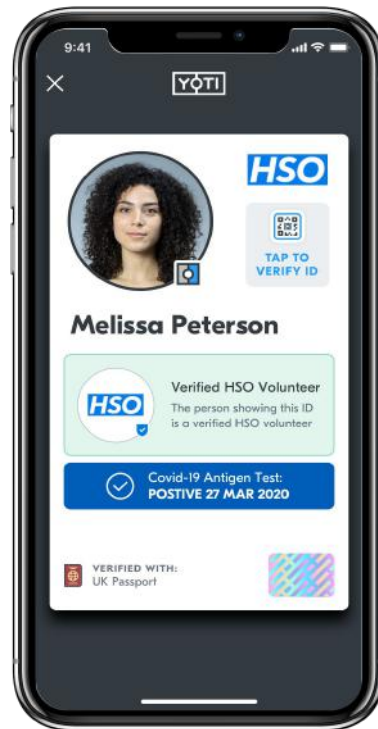 9:41
YOTI
HSO
TAP TO
VERIFY ID
Melissa Peterson
HSO
Verified HSO Volunteer
The person showing this ID
is a verified HSO volunteer
Covid-19 Antigen Test:
POSTIVE 27 MAR 2020
VERIFIED WITH:
UK Passport